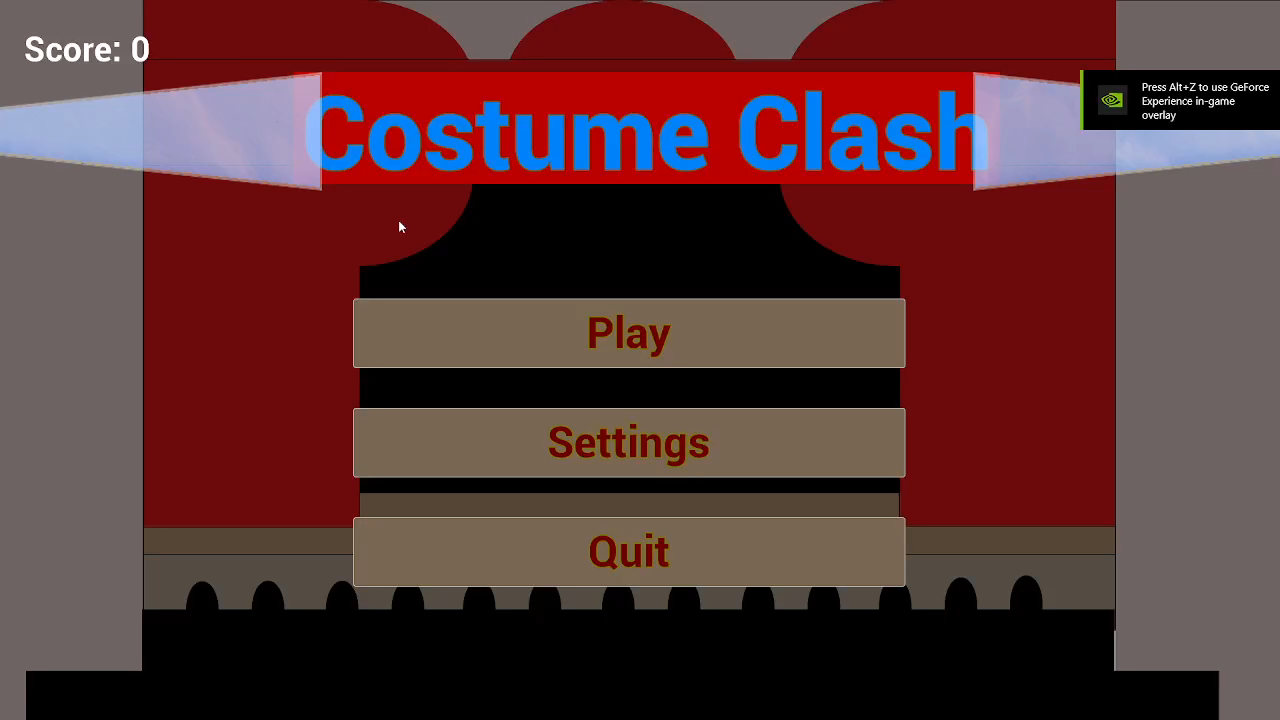 Score: 0
Costume Clash
Press Alt+Z to use GeForce
Experience in-game
overlay
Play
Settings
Quit